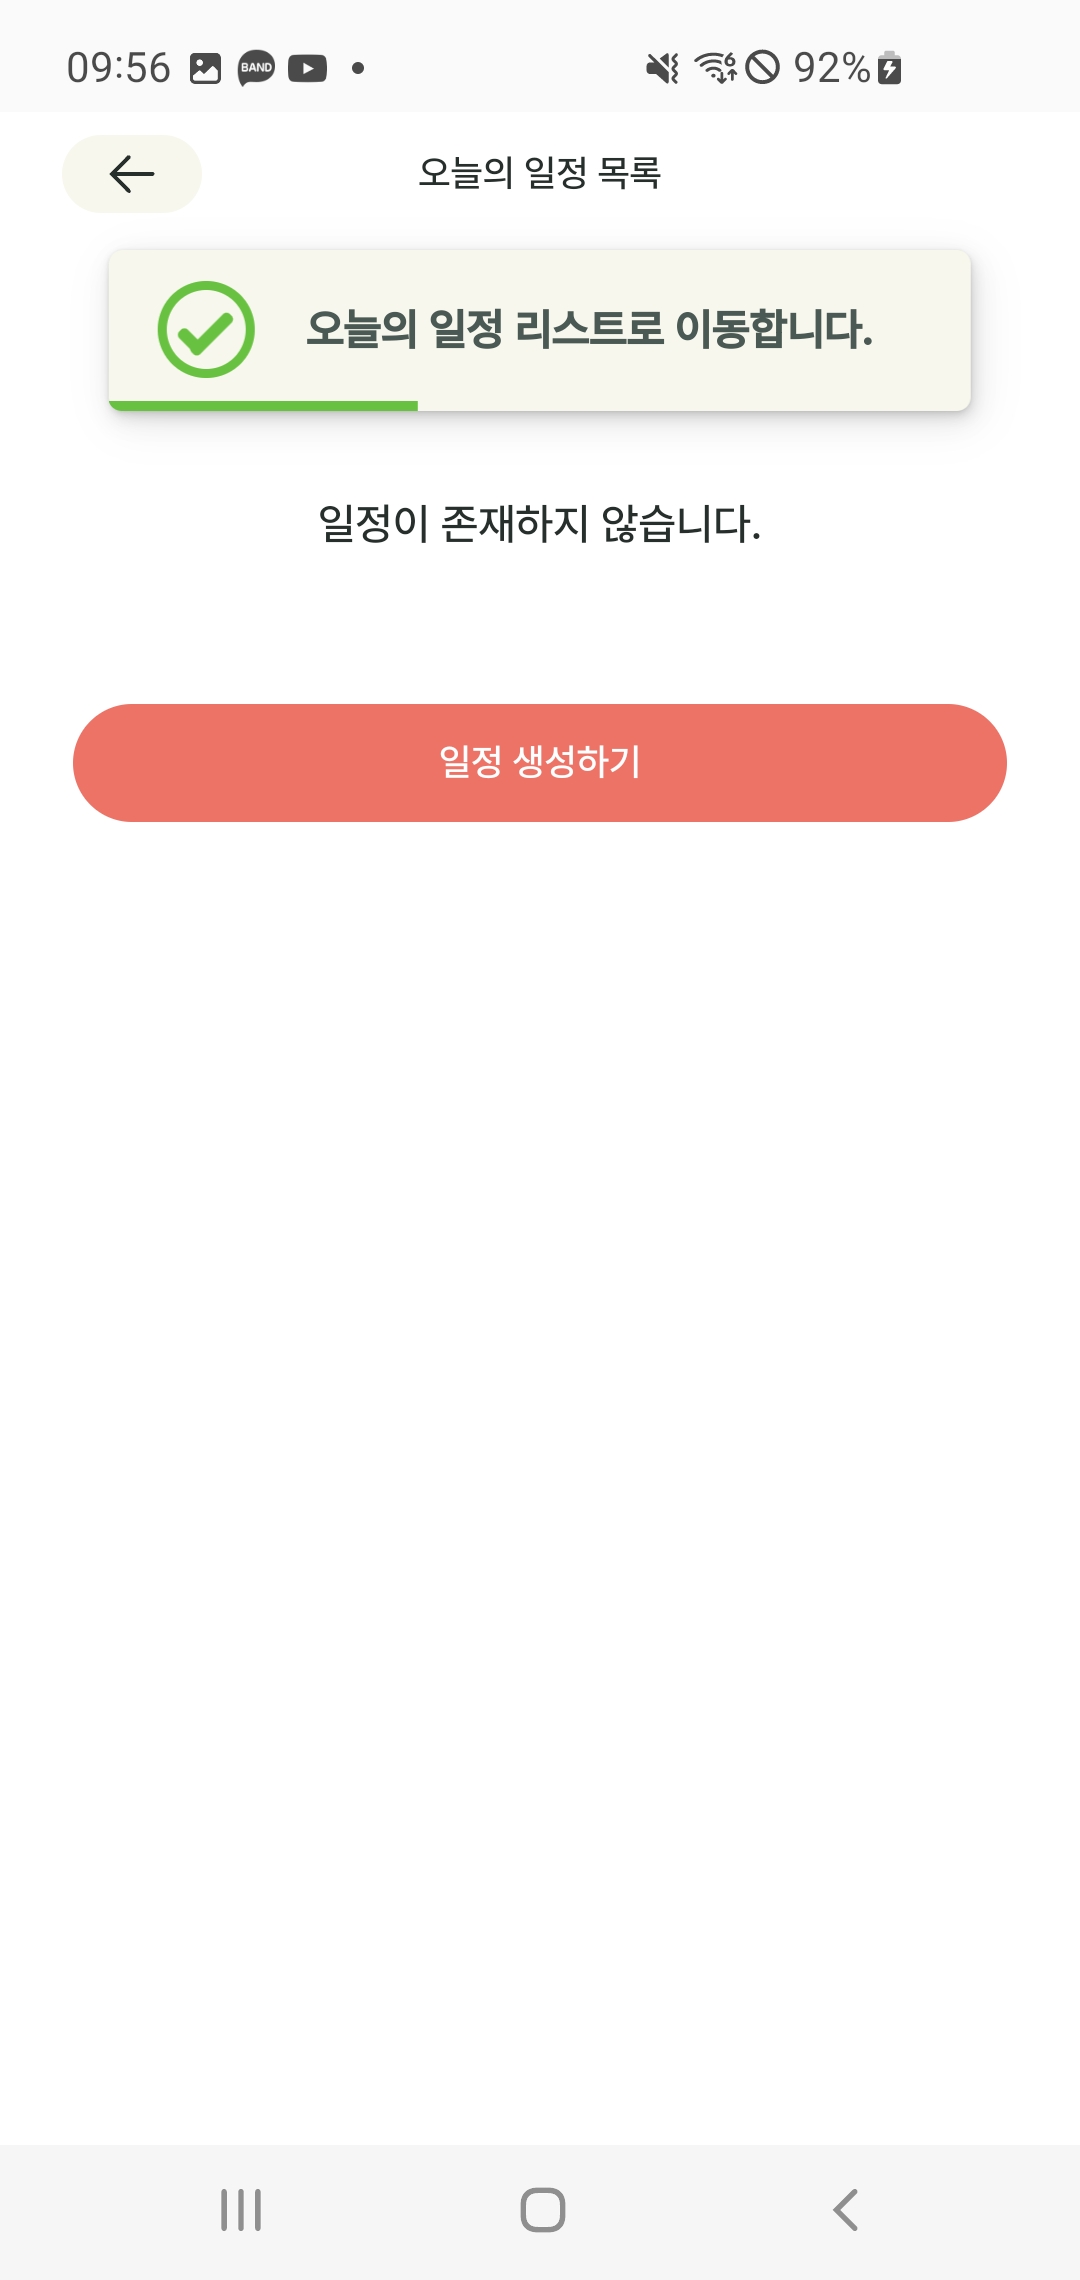 09:56 BAND 6 92%
오늘의 일정 목록
오늘의 일정 리스트로 이동합니다.
일정이 존재하지 않습니다.
일정 생성하기